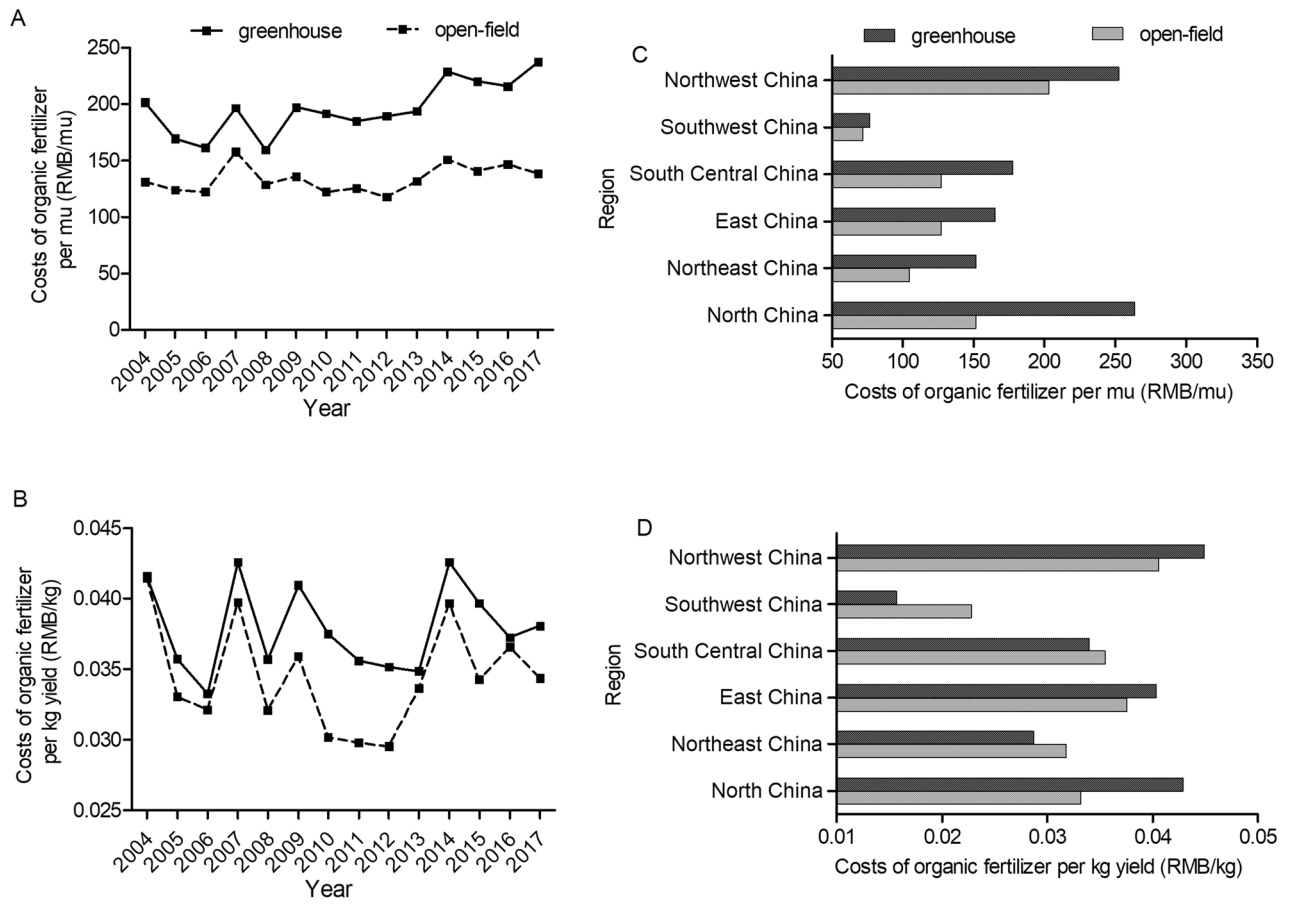 A
greenhouse
open-field
250
200
150
100
50
0
Costs of organic fertilizer
per mu (RMB/mu)
2004
2005
2006
2007
2008
2009
2010
2011
2012
2013
2014
2015
2016
2017
Year
C
greenhouse
open-field
Northwest China
Southwest China
South Central China
East China
Northeast China
North China
Region
50
100
150
200
250
300
350
Costs of organic fertilizer per mu (RMB/mu)
B
0.045
0.040
0.035
0.030
0.025
Costs of organic fertilizer
per kg yield (RMB/kg)
2004
2005
2006
2007
2008
2009
2010
2011
2012
2013
2014
2015
2016
2017
Year
D
Northwest China
Southwest China
South Central China
East China
Northeast China
North China
Region
0.01
0.02
0.03
0.04
0.05
Costs of organic fertilizer per kg yield (RMB/kg)